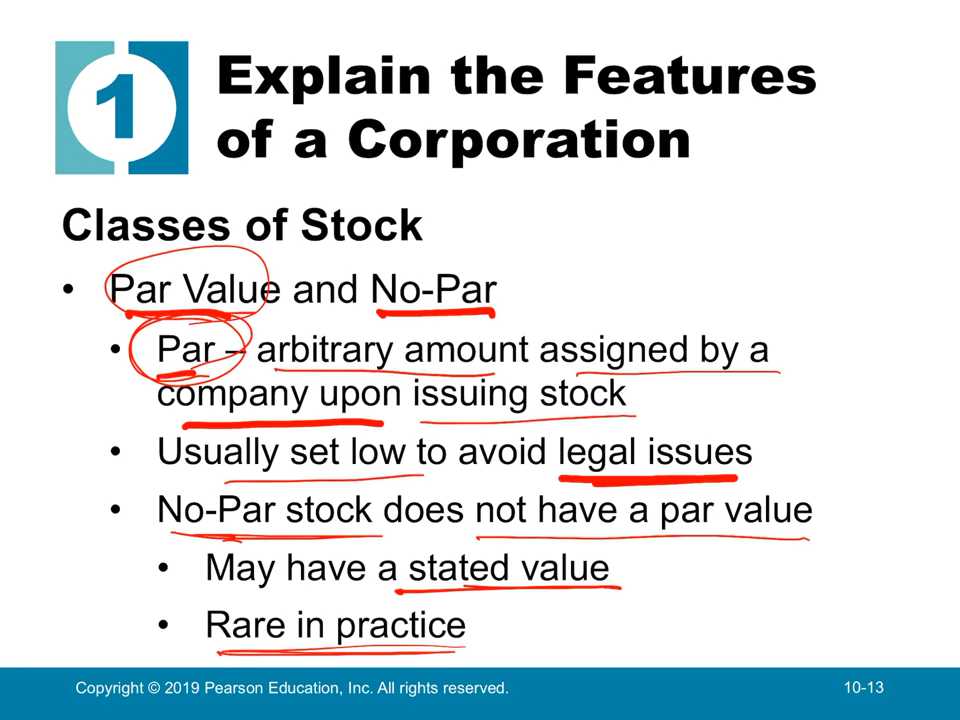 1
Explain the Features
of a Corporation
Classes of Stock
• Par Value and No-Par
• Par – arbitrary amount assigned by a
company upon issuing stock
• Usually set low to avoid legal issues
• No-Par stock does not have a par value
• May have a stated value
• Rare in practice
Copyright © 2019 Pearson Education, Inc. All rights reserved.
10-13